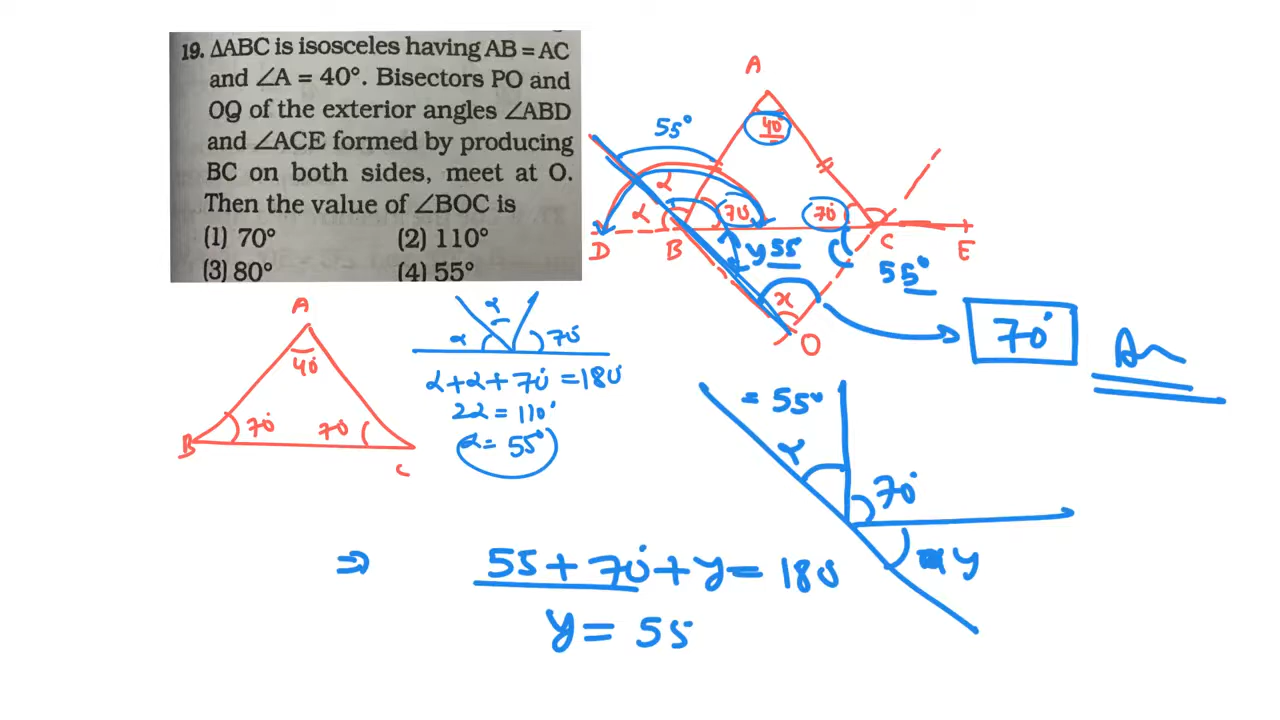 19. ΔABC is isosceles having AB = AC
and ∠A = 40°. Bisectors PO and
OQ of the exterior angles ∠ABD
and ∠ACE formed by producing
BC on both sides, meet at O.
Then the value of ∠BOC is
(1) 70° (2) 110°
(3) 80° (4) 55°
A
40°
55°
α
α
70°
70°
D
B
C
E
y 55
55°
x
O
70°
Ans
A
40°
70°
70°
B
C
α
α
70°
α+α+70°=180
2α=110°
α=55°
=55°
α
70°
y
⇒ 55+70°+y=180
y=55